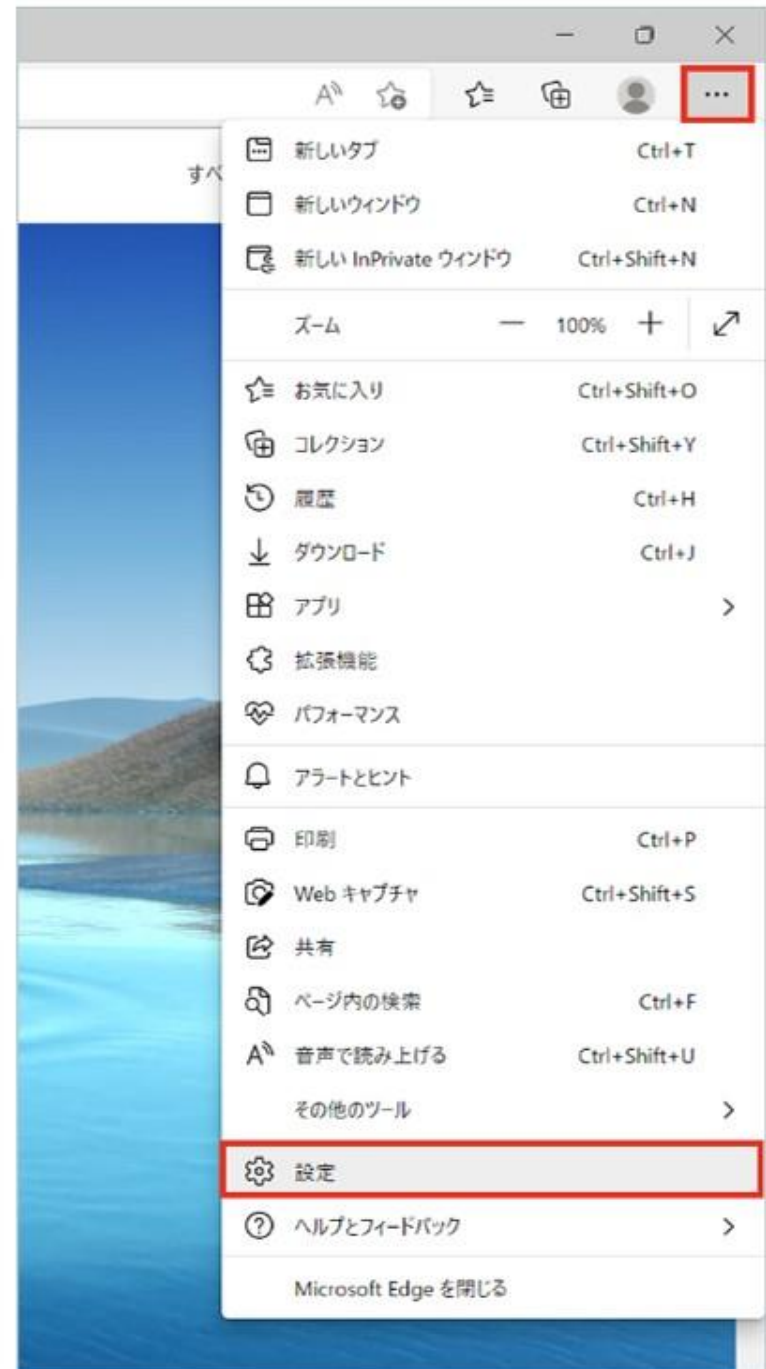 すべ
新しいタブ Ctrl+T
新しいウィンドウ Ctrl+N
新しい InPrivate ウィンドウ Ctrl+Shift+N
ズーム 100%
お気に入り Ctrl+Shift+O
コレクション Ctrl+Shift+Y
履歴 Ctrl+H
ダウンロード Ctrl+J
アプリ
拡張機能
パフォーマンス
アラートとヒント
印刷 Ctrl+P
Web キャプチャ Ctrl+Shift+S
共有
ページ内の検索 Ctrl+F
音声で読み上げる Ctrl+Shift+U
その他のツール
設定
ヘルプとフィードバック
Microsoft Edge を閉じる